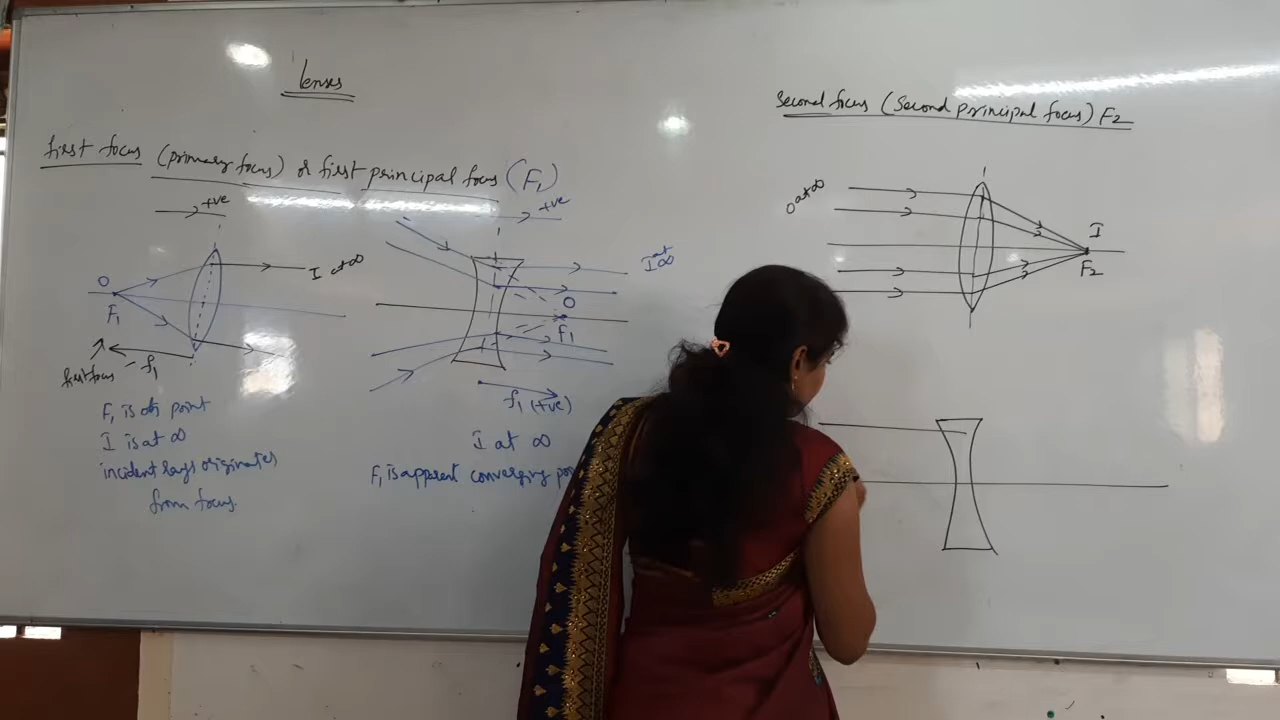 Lenses
first focus (primary focus) or first principal focus (F₁)
+ve
O
F₁
I at ∞
first focus
- f₁
F₁ is obj point
I is at ∞
incident rays originates
from focus.
+ve
I at ∞
O
F₁
f₁ (+ve)
I at ∞
F₁ is apparent converging
Second focus (Second principal focus) F₂
O at ∞
I
F₂